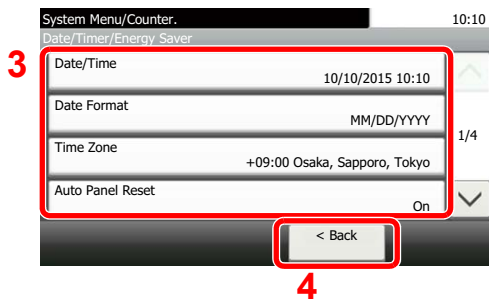 System Menu/Counter. 10:10
Date/Timer/Energy Saver
3
Date/Time
10/10/2015 10:10
Date Format
MM/DD/YYYY
1/4
Time Zone
+09:00 Osaka, Sapporo, Tokyo
Auto Panel Reset
On
< Back
4